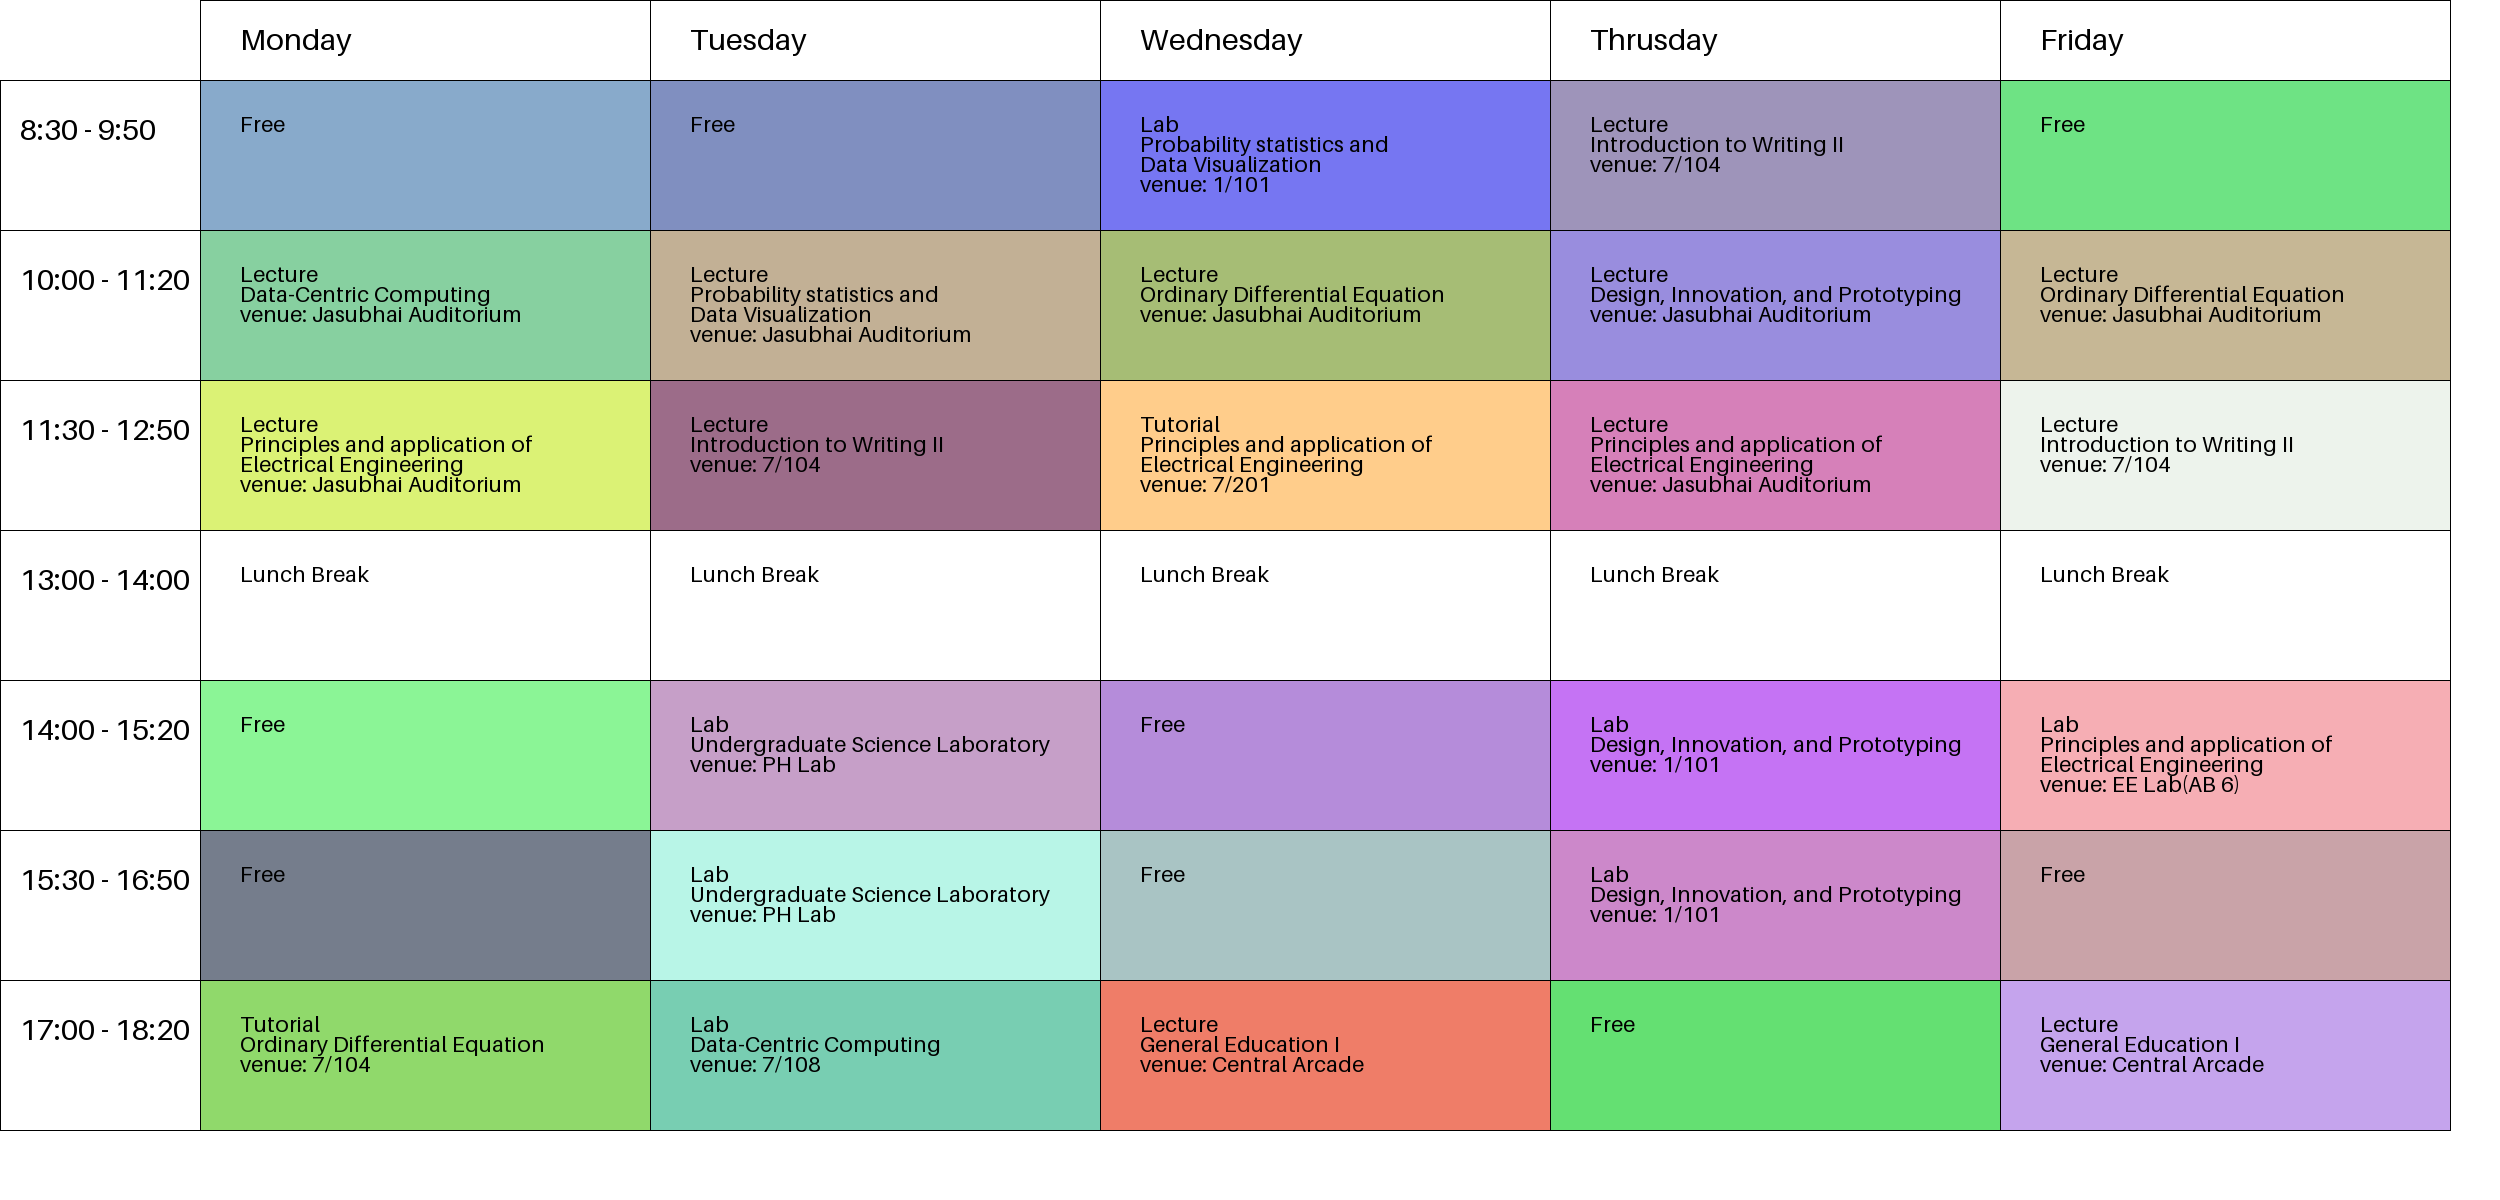 Monday
Tuesday
Wednesday
Thrusday
Friday
8:30 - 9:50
Free
Free
Lab
Probability statistics and
Data Visualization
venue: 1/101
Lecture
Introduction to Writing II
venue: 7/104
Free
10:00 - 11:20
Lecture
Data-Centric Computing
venue: Jasubhai Auditorium
Lecture
Probability statistics and
Data Visualization
venue: Jasubhai Auditorium
Lecture
Ordinary Differential Equation
venue: Jasubhai Auditorium
Lecture
Design, Innovation, and Prototyping
venue: Jasubhai Auditorium
Lecture
Ordinary Differential Equation
venue: Jasubhai Auditorium
11:30 - 12:50
Lecture
Principles and application of
Electrical Engineering
venue: Jasubhai Auditorium
Lecture
Introduction to Writing II
venue: 7/104
Tutorial
Principles and application of
Electrical Engineering
venue: 7/201
Lecture
Principles and application of
Electrical Engineering
venue: Jasubhai Auditorium
Lecture
Introduction to Writing II
venue: 7/104
13:00 - 14:00
Lunch Break
Lunch Break
Lunch Break
Lunch Break
Lunch Break
14:00 - 15:20
Free
Lab
Undergraduate Science Laboratory
venue: PH Lab
Free
Lab
Design, Innovation, and Prototyping
venue: 1/101
Lab
Principles and application of
Electrical Engineering
venue: EE Lab(AB 6)
15:30 - 16:50
Free
Lab
Undergraduate Science Laboratory
venue: PH Lab
Free
Lab
Design, Innovation, and Prototyping
venue: 1/101
Free
17:00 - 18:20
Tutorial
Ordinary Differential Equation
venue: 7/104
Lab
Data-Centric Computing
venue: 7/108
Lecture
General Education I
venue: Central Arcade
Free
Lecture
General Education I
venue: Central Arcade